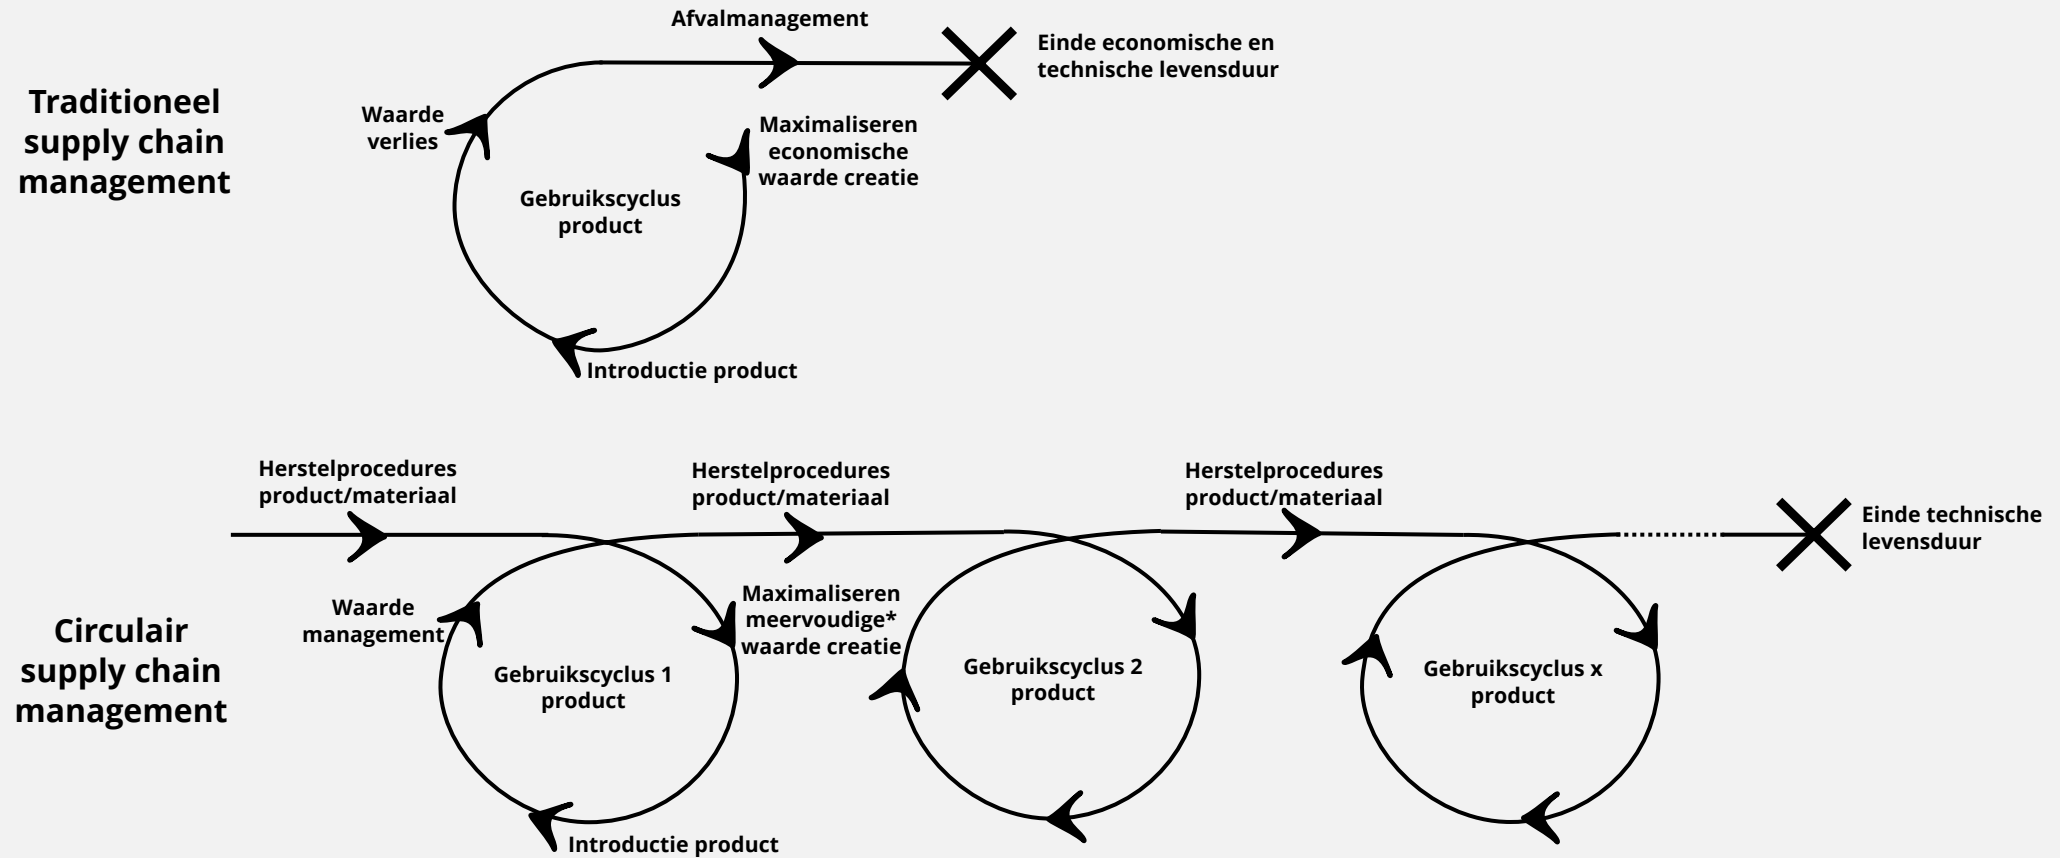 Afvalmanagement
Einde economische en
technische levensduur
Traditioneel
supply chain
management
Waarde
verlies
Maximaliseren
economische
waarde creatie
Gebruikscyclus
product
Introductie product
Herstelprocedures
product/materiaal
Herstelprocedures
product/materiaal
Herstelprocedures
product/materiaal
Einde technische
levensduur
Circulair
supply chain
management
Waarde
management
Maximaliseren
meervoudige*
waarde creatie
Gebruikscyclus 1
product
Gebruikscyclus 2
product
Gebruikscyclus x
product
Introductie product